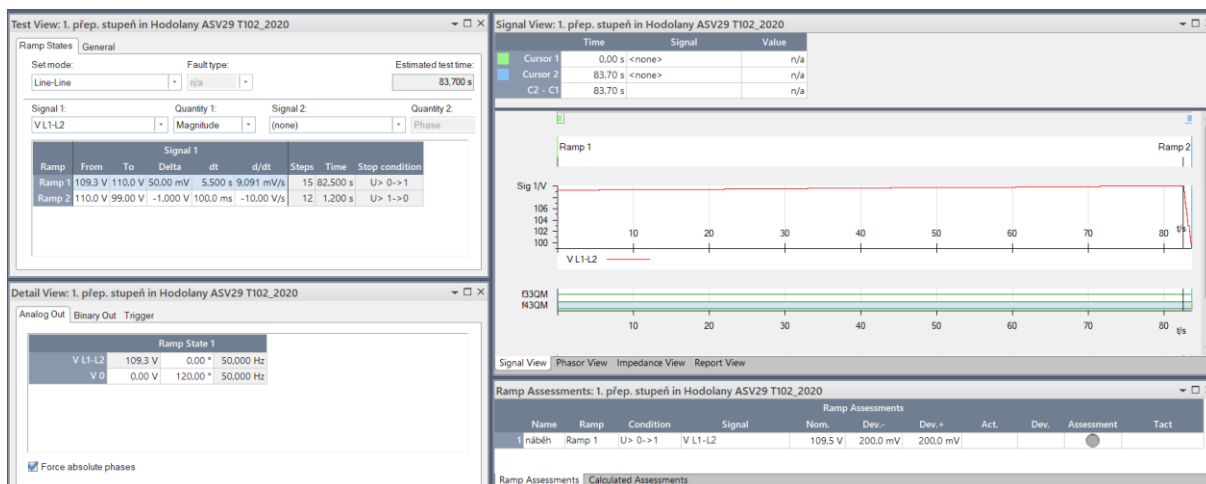 Test View: 1. přep. stupeň in Hodolany ASV29 T102_2020
Ramp States General
Set mode: Fault type: Estimated test time:
Line-Line n/a 83,700 s
Signal 1: Quantity 1: Signal 2: Quantity 2:
V L1-L2 Magnitude (none) Phase
Signal 1
Ramp From To Delta dt d/dt Steps Time Stop condition
Ramp 1 109,3 V 110,0 V 50,00 mV 5,500 s 9,091 mV/s 15 82,500 s U> 0->1
Ramp 2 110,0 V 99,00 V -1,000 V 100,0 ms -10,00 V/s 12 1,200 s U> 1->0
Detail View: 1. přep. stupeň in Hodolany ASV29 T102_2020
Analog Out Binary Out Trigger
Ramp State 1
V L1-L2 109,3 V 0,00 ° 50,000 Hz
V 0 0,00 V 120,00 ° 50,000 Hz
Force absolute phases
Signal View: 1. přep. stupeň in Hodolany ASV29 T102_2020
Time Signal Value
Cursor 1 0,00 s <none> n/a
Cursor 2 83,70 s <none> n/a
C2 - C1 83,70 s n/a
Ramp 1 Ramp 2
Sig 1/V
106
104
102
100
10 20 30 40 50 60 70 80 t/s
V L1-L2
f33QM
f43QM
10 20 30 40 50 60 70 80 t/s
Signal View Phasor View Impedance View Report View
Ramp Assessments: 1. přep. stupeň in Hodolany ASV29 T102_2020
Ramp Assessments
Name Ramp Condition Signal Nom. Dev.- Dev.+ Act. Dev. Assessment Tact
1 náběh Ramp 1 U> 0->1 V L1-L2 109,5 V 200,0 mV 200,0 mV
Ramp Assessments Calculated Assessments